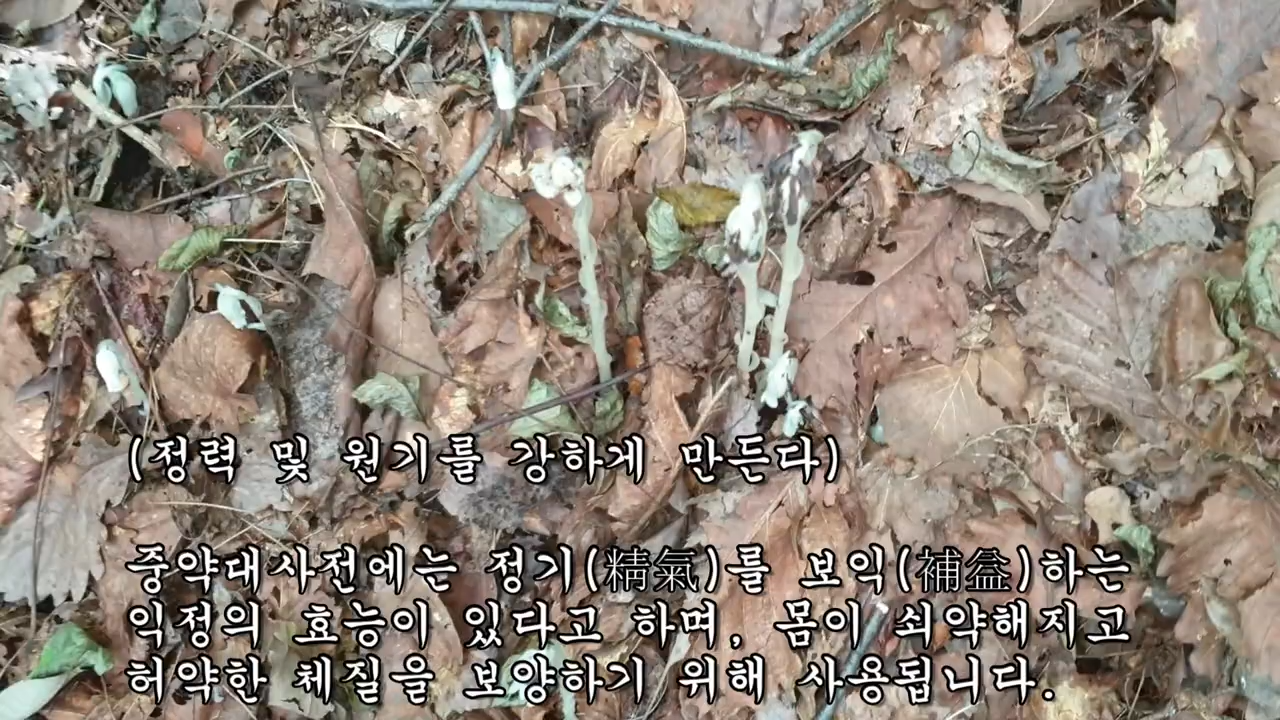 (정력 및 원기를 강하게 만든다)
중약대사전에는 정기(精氣)를 보익(補益)하는
익정의 효능이 있다고 하며, 몸이 쇠약해지고
허약한 체질을 보양하기 위해 사용됩니다.